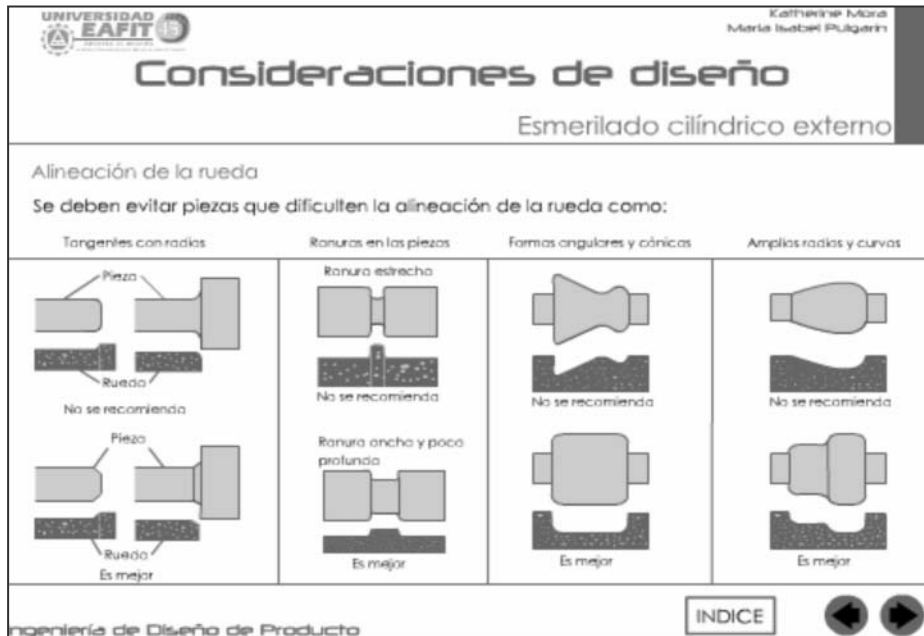 UNIVERSIDAD
EAFIT
Katherine Mora
Maria Isabel Pulgarin
Consideraciones de diseño
Esmerilado cilíndrico externo
Alineación de la rueda
Se deben evitar piezas que dificulten la alineación de la rueda como:
Tangentes con radios
Ranuras en las piezas
Formas angulares y cónicas
Amplios radios y curvas
Pieza
Rueda
No se recomienda
Pieza
Rueda
Es mejor
Ranura estrecha
No se recomienda
Ranura ancha y poco
profunda
Es mejor
No se recomienda
Es mejor
No se recomienda
Es mejor
INDICE
ngeniería de Diseño de Producto